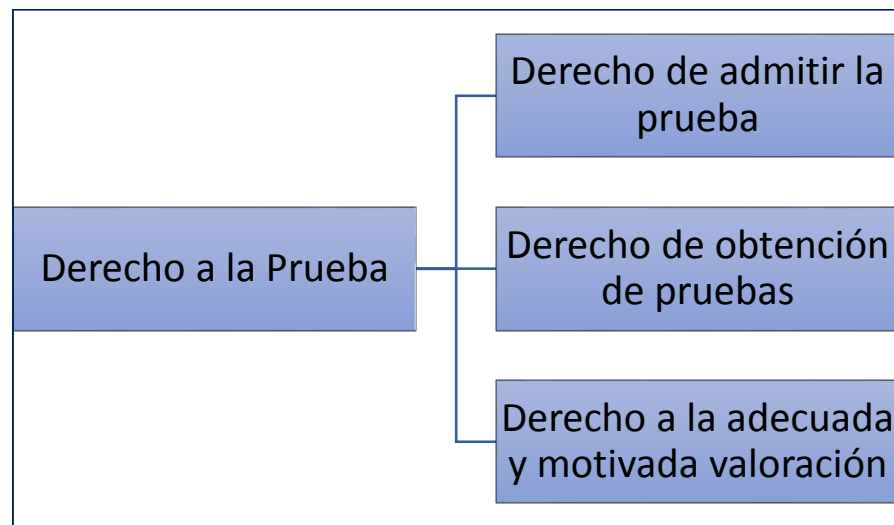 Derecho de admitir la
prueba
Derecho a la Prueba
Derecho de obtención
de pruebas
Derecho a la adecuada
y motivada valoración